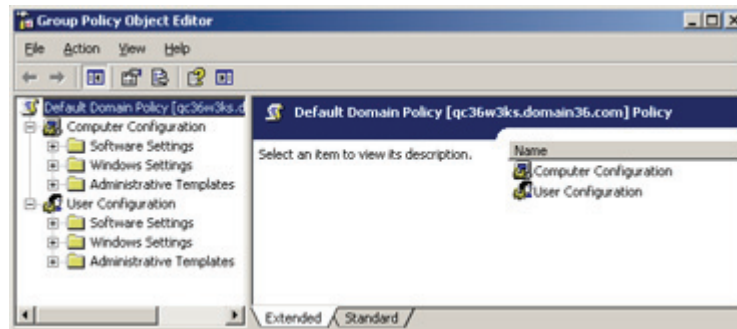 Group Policy Object Editor
File Action View Help
Default Domain Policy [qc36w3ks.d
Computer Configuration
Software Settings
Windows Settings
Administrative Templates
User Configuration
Software Settings
Windows Settings
Administrative Templates
Default Domain Policy [qc36w3ks.domain36.com] Policy
Select an item to view its description.
Name
Computer Configuration
User Configuration
Extended Standard